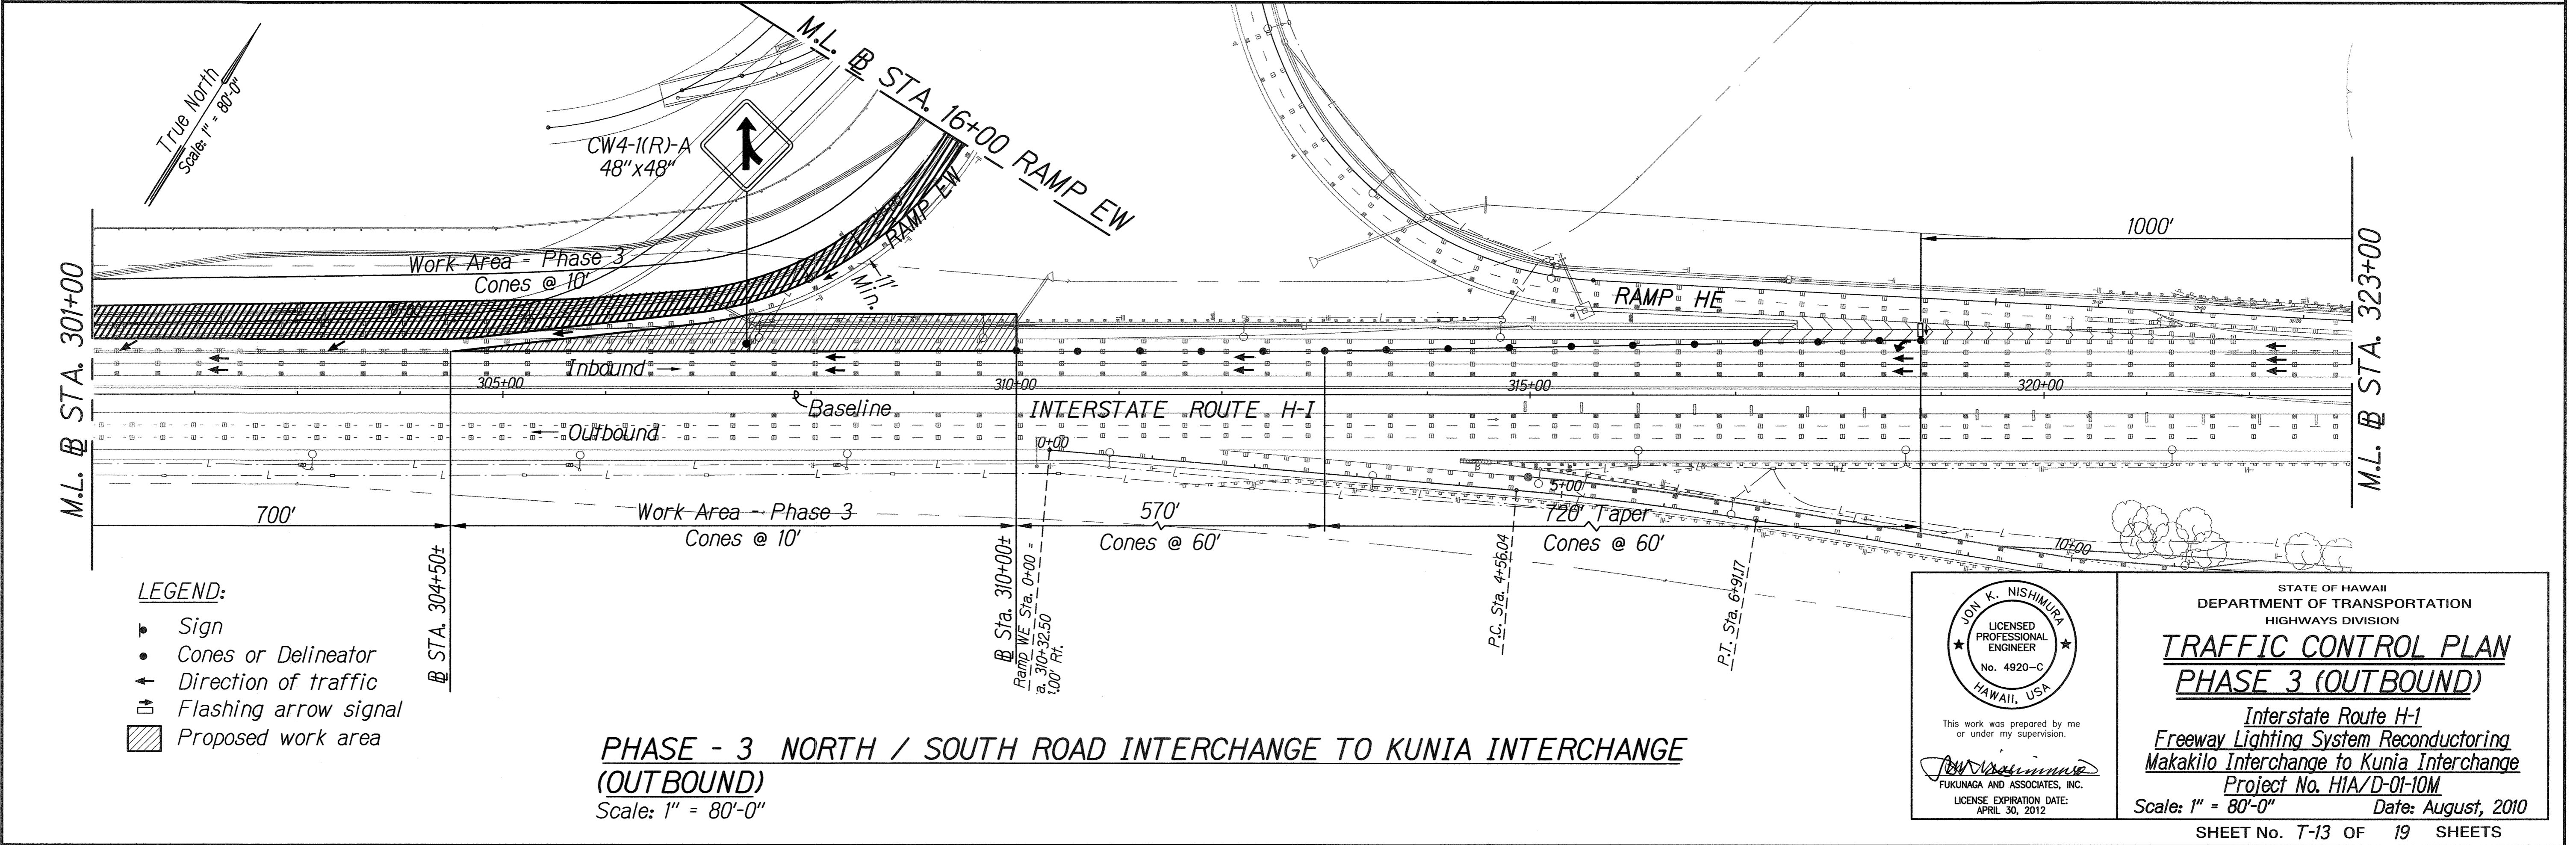 True North
Scale: 1" = 80'-0"
CW4-1(R)-A
48"x48"
M.L. BL STA. 16+00 RAMP EW
RAMP EW
11'
Min.
Work Area - Phase 3
Cones @ 10'
RAMP HE
1000'
M.L. BL STA. 301+00
M.L. BL STA. 323+00
Inbound
305+00
310+00
315+00
320+00
Baseline
INTERSTATE ROUTE H-1
Outbound
0+00
5+00
10+00
700'
Work Area - Phase 3
Cones @ 10'
570'
Cones @ 60'
720' Taper
Cones @ 60'
BL STA. 304+50±
BL Sta. 310+00±
Ramp WE Sta. 0+00 =
a. 310+32.50
1.00' Rt.
P.C. Sta. 4+56.04
P.T. Sta. 6+91.17
LEGEND:
Sign
Cones or Delineator
Direction of traffic
Flashing arrow signal
Proposed work area
PHASE - 3 NORTH / SOUTH ROAD INTERCHANGE TO KUNIA INTERCHANGE
(OUTBOUND)
Scale: 1" = 80'-0"
JON K. NISHIMURA
LICENSED
PROFESSIONAL
ENGINEER
No. 4920-C
HAWAII, USA
This work was prepared by me
or under my supervision.
FUKUNAGA AND ASSOCIATES, INC.
LICENSE EXPIRATION DATE:
APRIL 30, 2012
STATE OF HAWAII
DEPARTMENT OF TRANSPORTATION
HIGHWAYS DIVISION
TRAFFIC CONTROL PLAN
PHASE 3 (OUTBOUND)
Interstate Route H-1
Freeway Lighting System Reconductoring
Makakilo Interchange to Kunia Interchange
Project No. H1A/D-01-10M
Scale: 1" = 80'-0" Date: August, 2010
SHEET No. T-13 OF 19 SHEETS